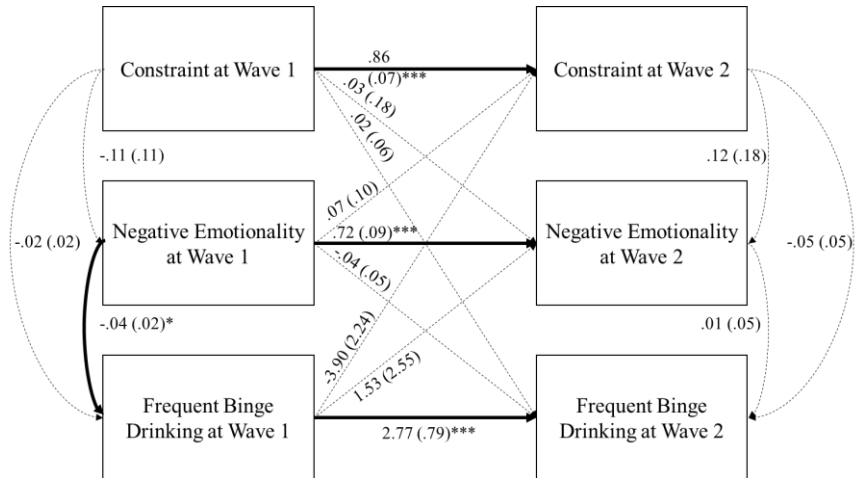 Constraint at Wave 1
.86
(.07)***
Constraint at Wave 2
.03 (.18)
.02 (.06)
-.11 (.11)
.12 (.18)
.07 (.10)
Negative Emotionality
at Wave 1
.72 (.09)***
Negative Emotionality
at Wave 2
-.02 (.02)
-.05 (.05)
-.04 (.05)
-.04 (.02)*
.01 (.05)
-3.90 (2.24)
1.53 (2.55)
Frequent Binge
Drinking at Wave 1
2.77 (.79)***
Frequent Binge
Drinking at Wave 2